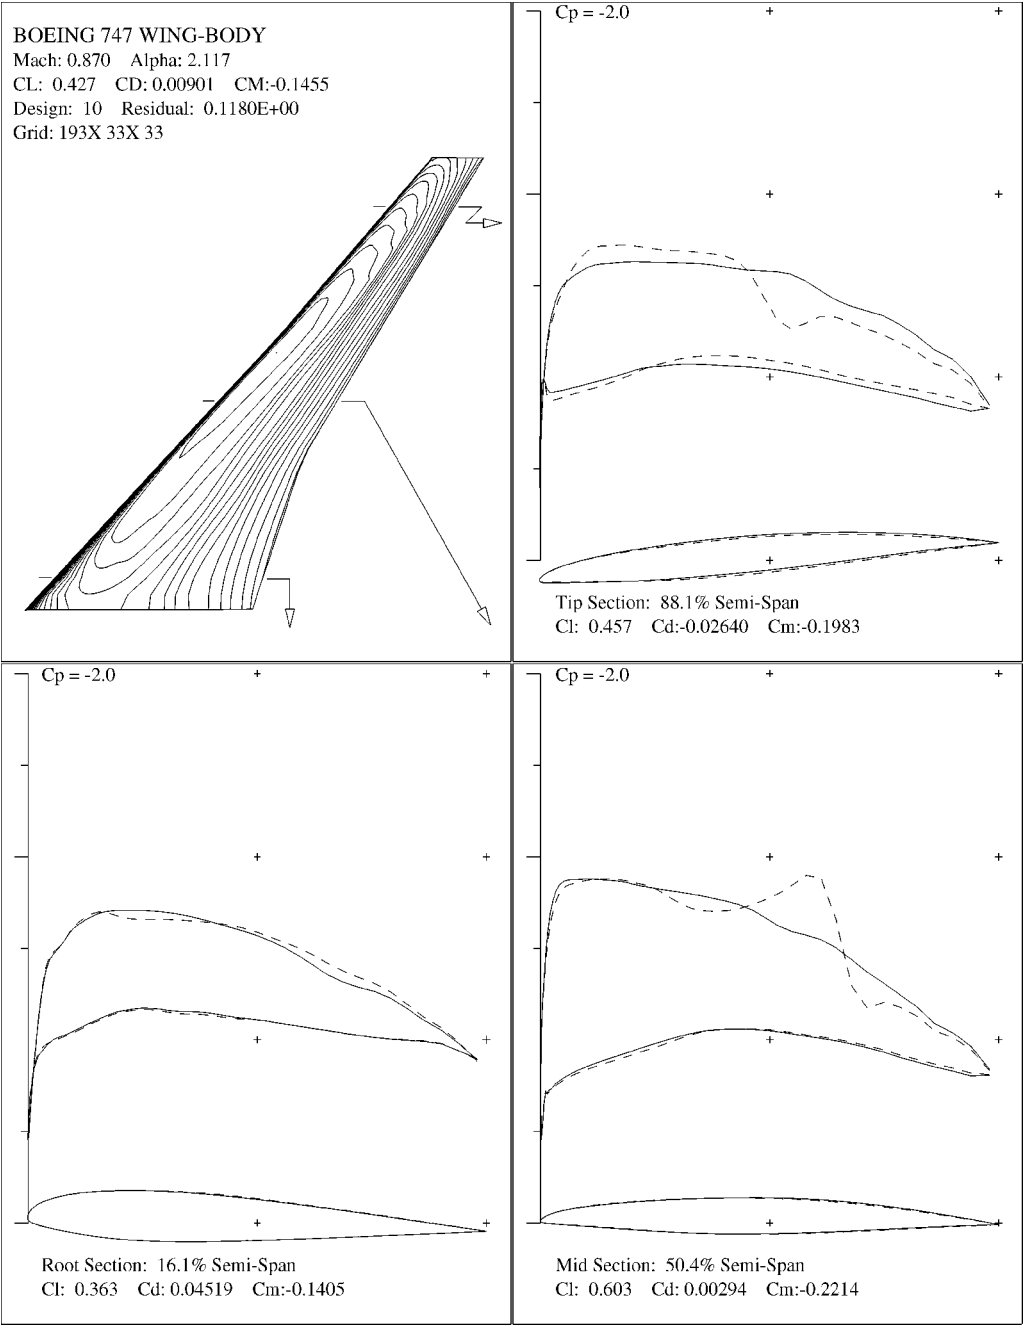 BOEING 747 WING-BODY
Mach: 0.870 Alpha: 2.117
CL: 0.427 CD: 0.00901 CM:-0.1455
Design: 10 Residual: 0.1180E+00
Grid: 193X 33X 33
Cp = -2.0
Tip Section: 88.1% Semi-Span
Cl: 0.457 Cd:-0.02640 Cm:-0.1983
Cp = -2.0
Root Section: 16.1% Semi-Span
Cl: 0.363 Cd: 0.04519 Cm:-0.1405
Cp = -2.0
Mid Section: 50.4% Semi-Span
Cl: 0.603 Cd: 0.00294 Cm:-0.2214